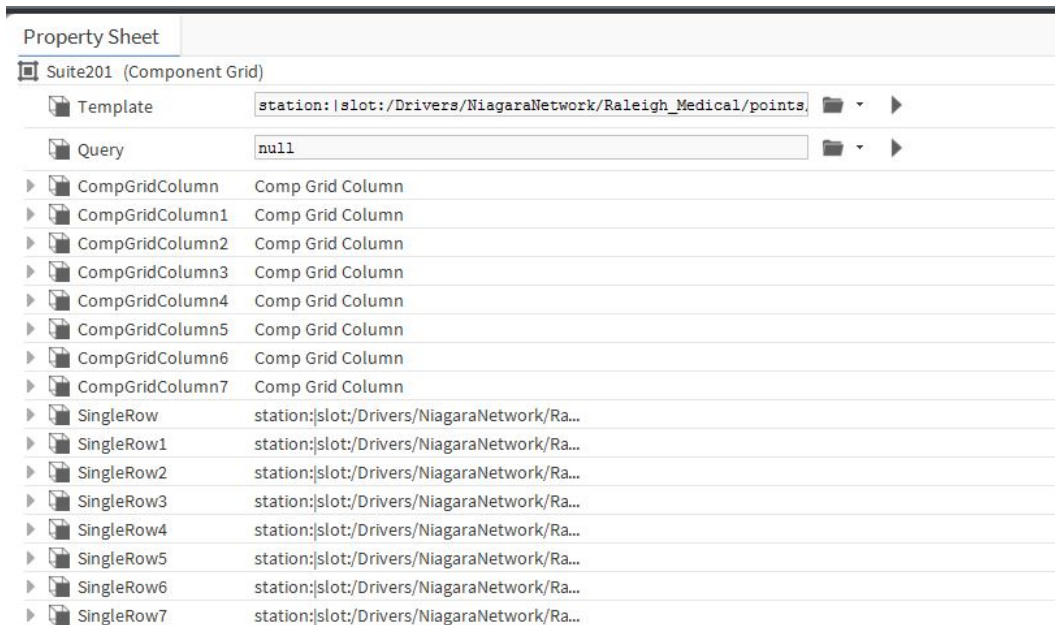 Property Sheet
Suite201 (Component Grid)
Template station:|slot:/Drivers/NiagaraNetwork/Raleigh_Medical/points
Query null
CompGridColumn Comp Grid Column
CompGridColumn1 Comp Grid Column
CompGridColumn2 Comp Grid Column
CompGridColumn3 Comp Grid Column
CompGridColumn4 Comp Grid Column
CompGridColumn5 Comp Grid Column
CompGridColumn6 Comp Grid Column
CompGridColumn7 Comp Grid Column
SingleRow station:|slot:/Drivers/NiagaraNetwork/Ra...
SingleRow1 station:|slot:/Drivers/NiagaraNetwork/Ra...
SingleRow2 station:|slot:/Drivers/NiagaraNetwork/Ra...
SingleRow3 station:|slot:/Drivers/NiagaraNetwork/Ra...
SingleRow4 station:|slot:/Drivers/NiagaraNetwork/Ra...
SingleRow5 station:|slot:/Drivers/NiagaraNetwork/Ra...
SingleRow6 station:|slot:/Drivers/NiagaraNetwork/Ra...
SingleRow7 station:|slot:/Drivers/NiagaraNetwork/Ra...